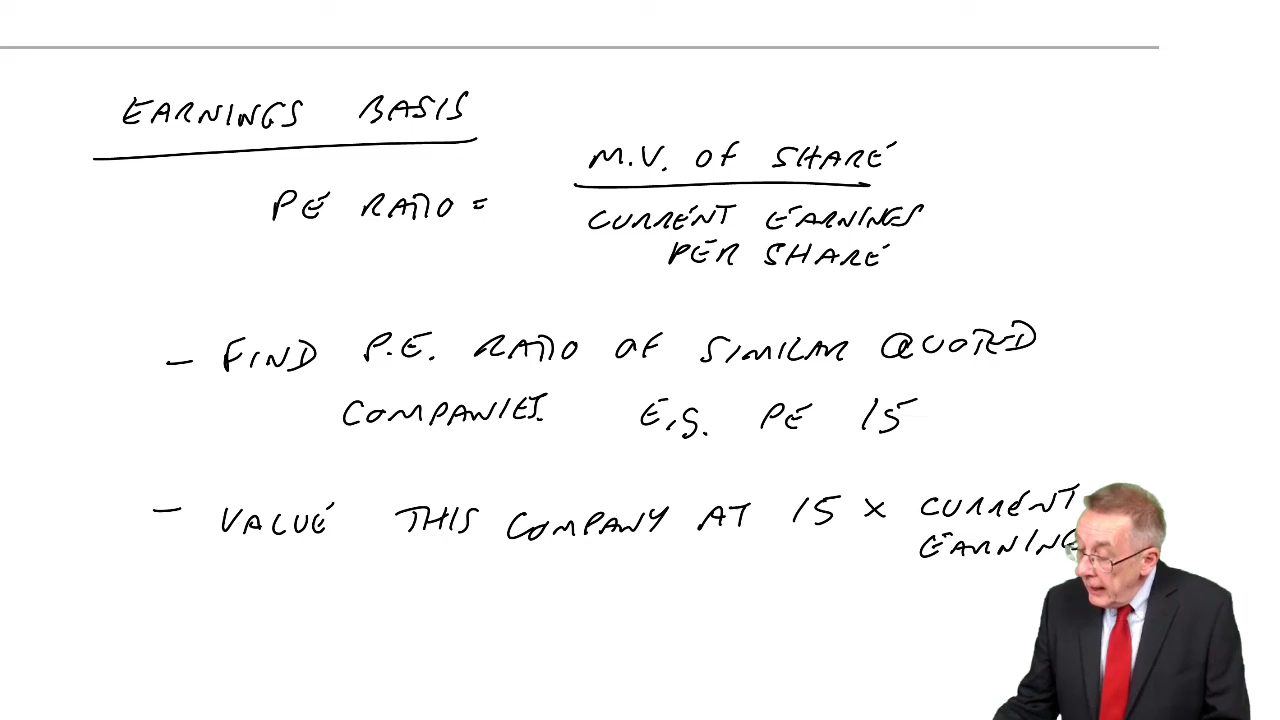 EARNINGS BASIS
PE RATIO = M.V. OF SHARE
CURRENT EARNINGS
PER SHARE
- FIND P.E. RATIO OF SIMILAR QUOTED
COMPANIES. E.G. PE 15
- VALUE THIS COMPANY AT 15 × CURRENT
EARNING